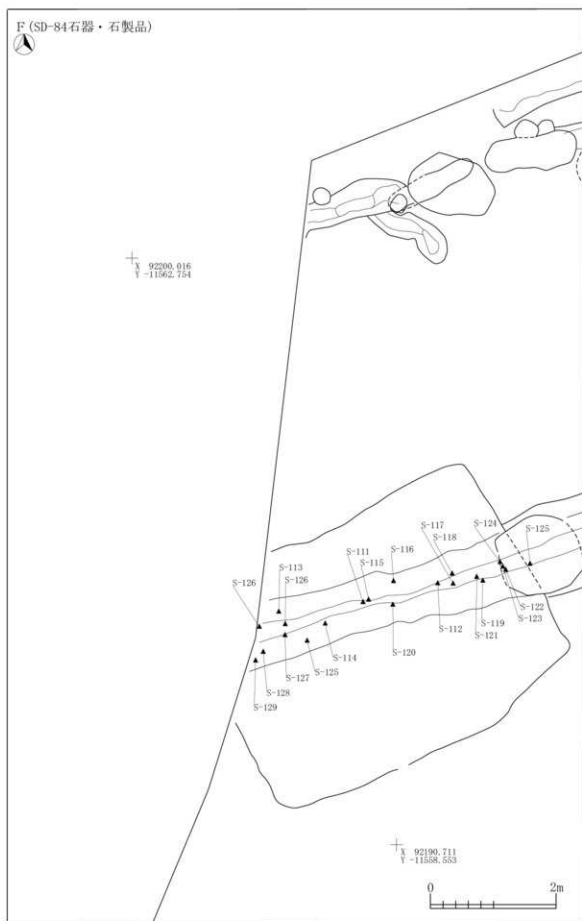 F (SD-84石器・石製品)
X 92200.016
Y -11562.754
S-117
S-118
S-124
S-125
S-111
S-115
S-116
S-113
S-126
S-126
S-122
S-123
S-112
S-119
S-121
S-114
S-120
S-125
S-127
S-128
S-129
X 92190.711
Y -11558.553
0
2m